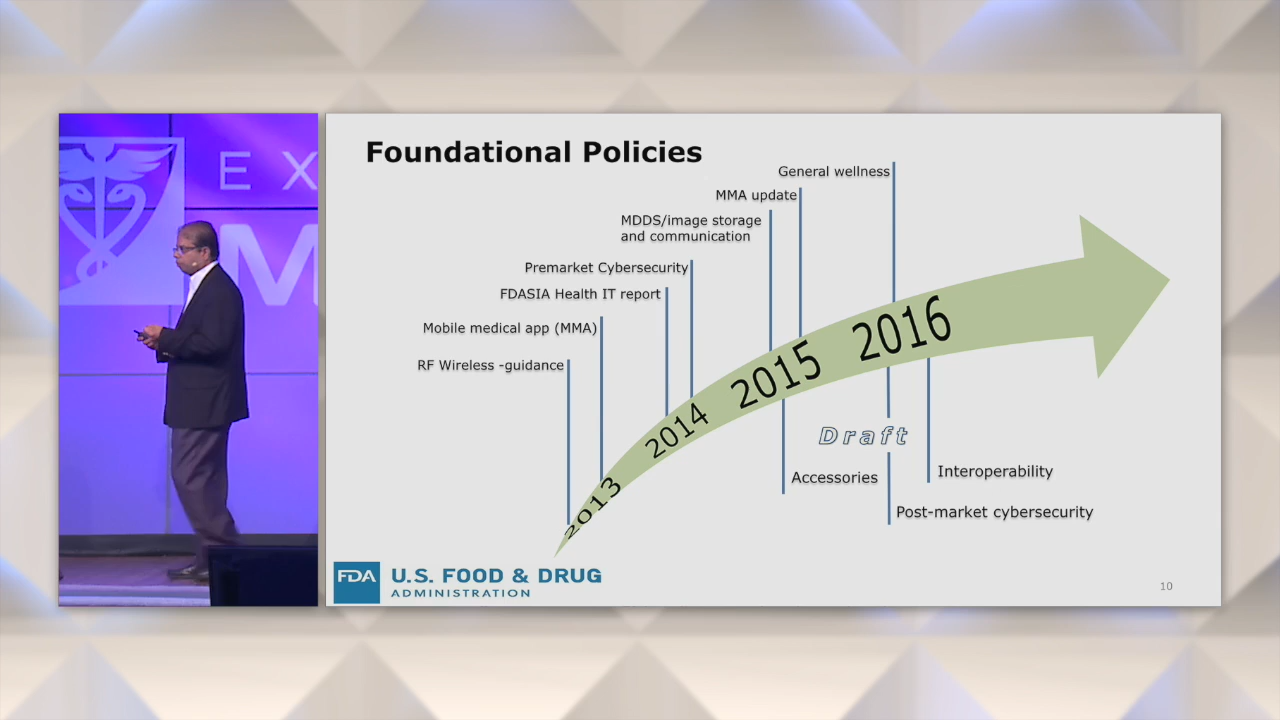 EX
M
Foundational Policies
General wellness
MMA update
MDDS/image storage
and communication
Premarket Cybersecurity
FDASIA Health IT report
Mobile medical app (MMA)
RF Wireless -guidance
2013
2014
2015
2016
Draft
Accessories
Interoperability
Post-market cybersecurity
FDA
U.S. FOOD & DRUG
ADMINISTRATION
10